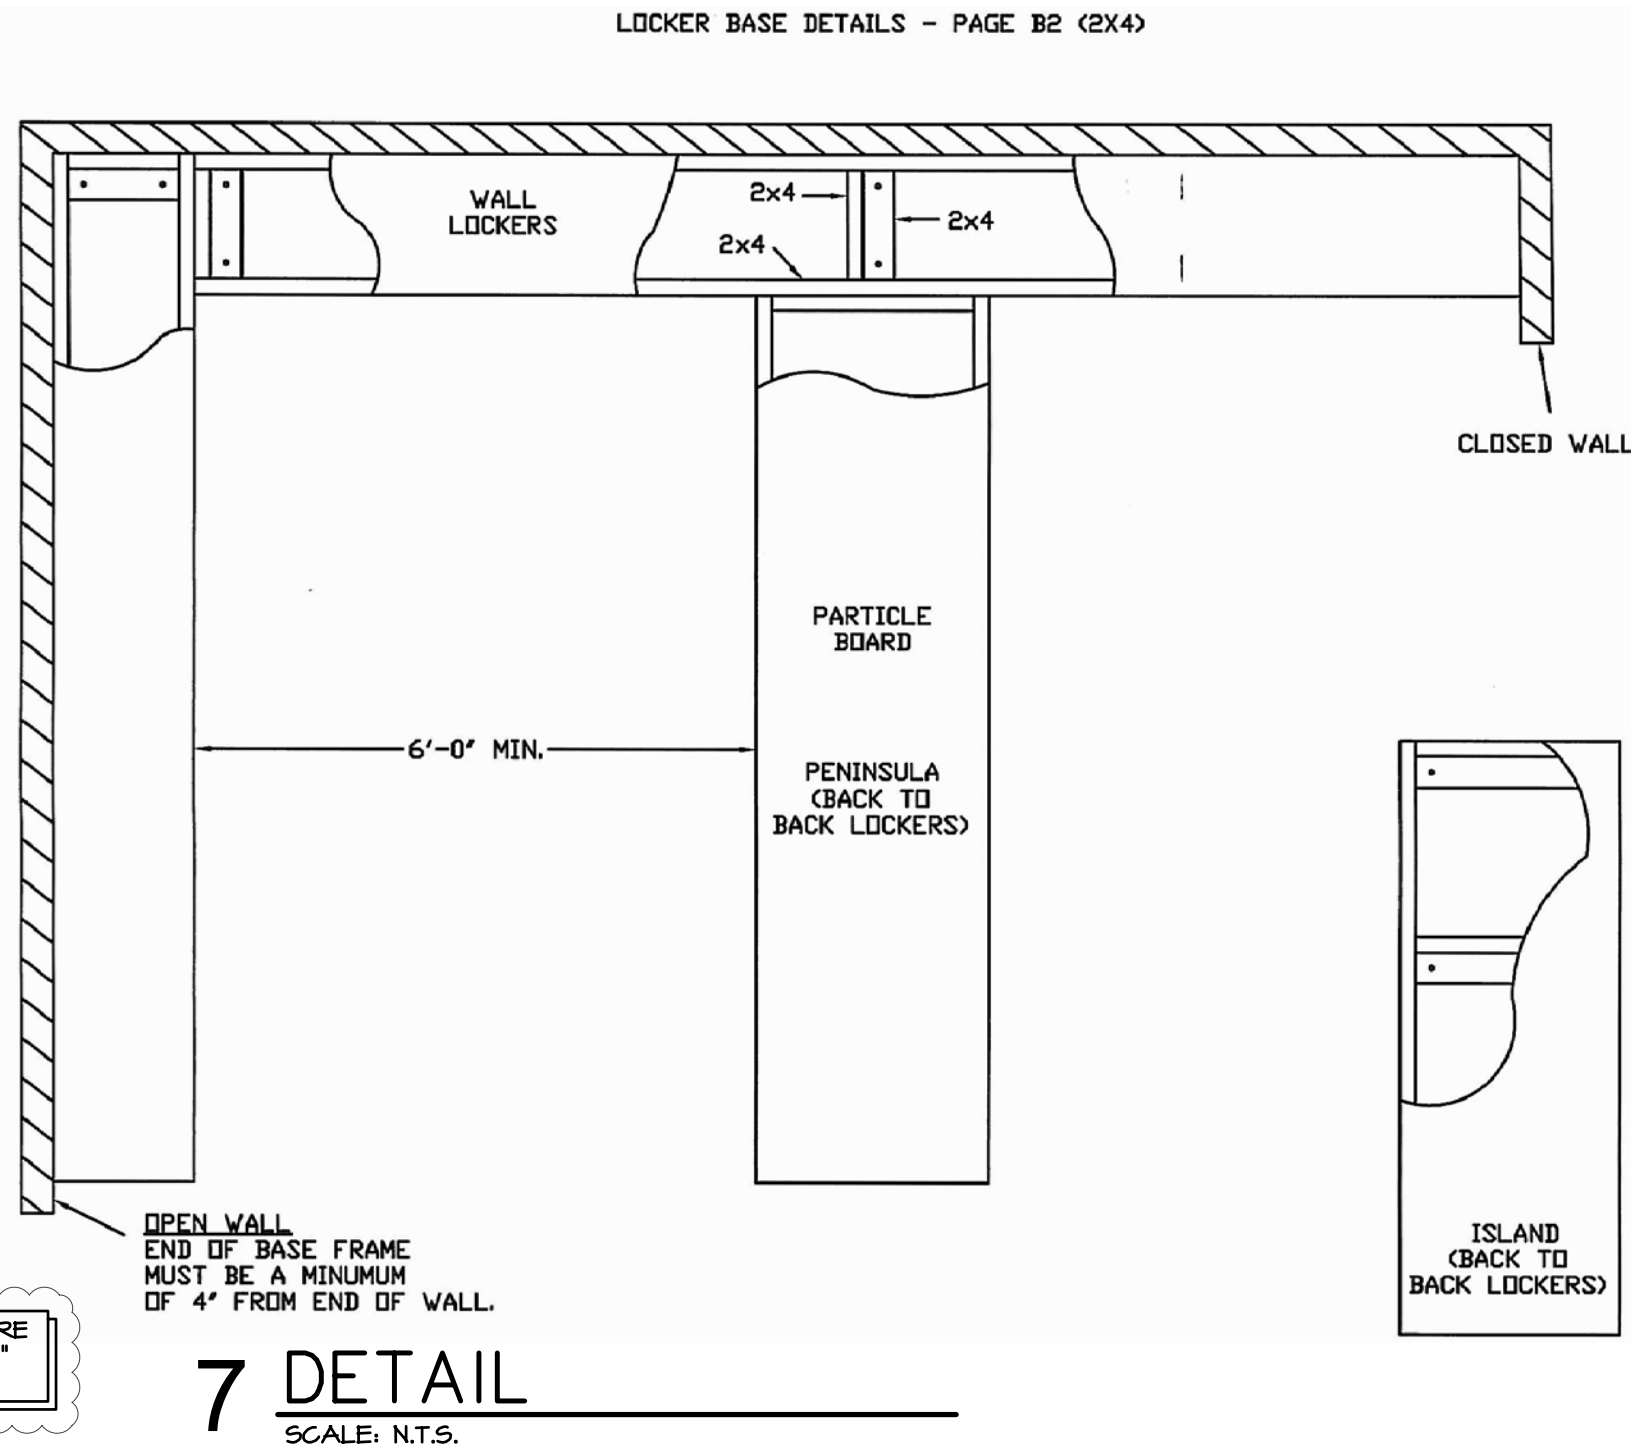 LOCKER BASE DETAILS - PAGE B2 (2X4)
WALL
LOCKERS
2x4
2x4
2x4
CLOSED WALL
PARTICLE
BOARD
6'-0" MIN.
PENINSULA
(BACK TO
BACK LOCKERS)
OPEN WALL
END OF BASE FRAME
MUST BE A MINUMUM
OF 4" FROM END OF WALL.
ISLAND
(BACK TO
BACK LOCKERS)
RE
"
7 DETAIL
SCALE: N.T.S.